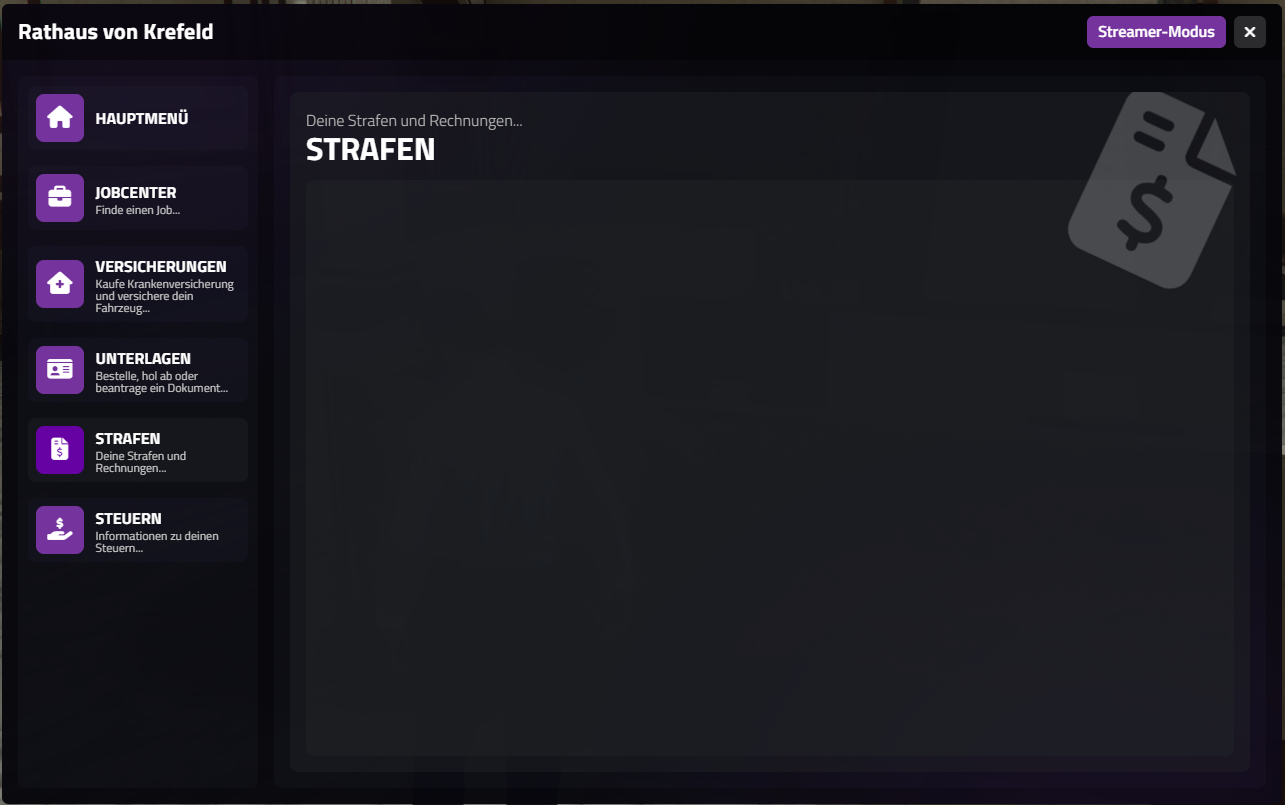 Rathaus von Krefeld
Streamer-Modus
HAUPTMENÜ
JOBCENTER
Finde einen Job...
VERSICHERUNGEN
Kaufe Krankenversicherung
und versichere dein
Fahrzeug...
UNTERLAGEN
Bestelle, hol ab oder
beantrage ein Dokument...
STRAFEN
Deine Strafen und
Rechnungen...
STEUERN
Informationen zu deinen
Steuern...
Deine Strafen und Rechnungen...
STRAFEN